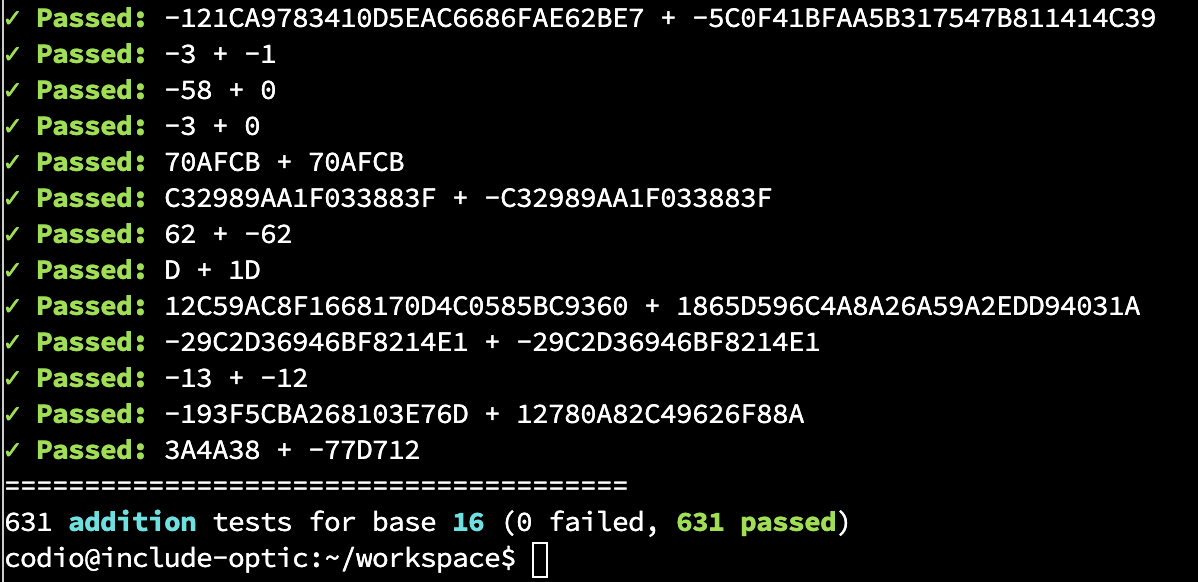 ✓ Passed: -121CA9783410D5EAC6686FAE62BE7 + -5C0F41BFAA5B317547B811414C39
✓ Passed: -3 + -1
✓ Passed: -58 + 0
✓ Passed: -3 + 0
✓ Passed: 70AFCB + 70AFCB
✓ Passed: C32989AA1F033883F + -C32989AA1F033883F
✓ Passed: 62 + -62
✓ Passed: D + 1D
✓ Passed: 12C59AC8F1668170D4C0585BC9360 + 1865D596C4A8A26A59A2EDD94031A
✓ Passed: -29C2D36946BF8214E1 + -29C2D36946BF8214E1
✓ Passed: -13 + -12
✓ Passed: -193F5CBA268103E76D + 12780A82C49626F88A
✓ Passed: 3A4A38 + -77D712
=======================================
631 addition tests for base 16 (0 failed, 631 passed)
codio@include-optic:~/workspace$